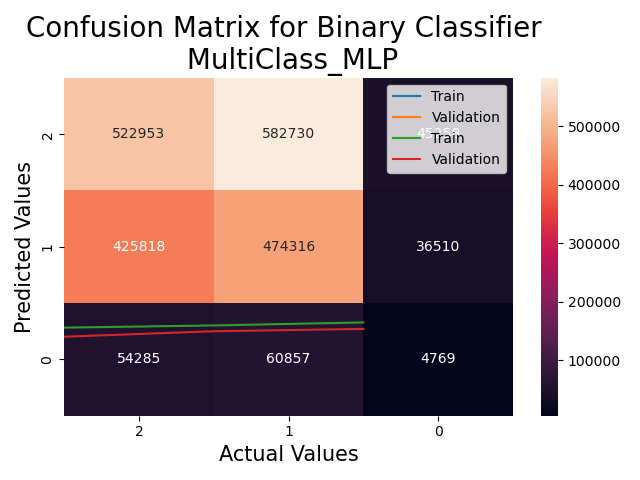 Confusion Matrix for Binary Classifier
MultiClass_MLP
Train
Validation
Train
Validation
2
522953
582730
1
425818
474316
36510
0
54285
60857
4769
2
1
0
Predicted Values
Actual Values
500000
400000
300000
200000
100000